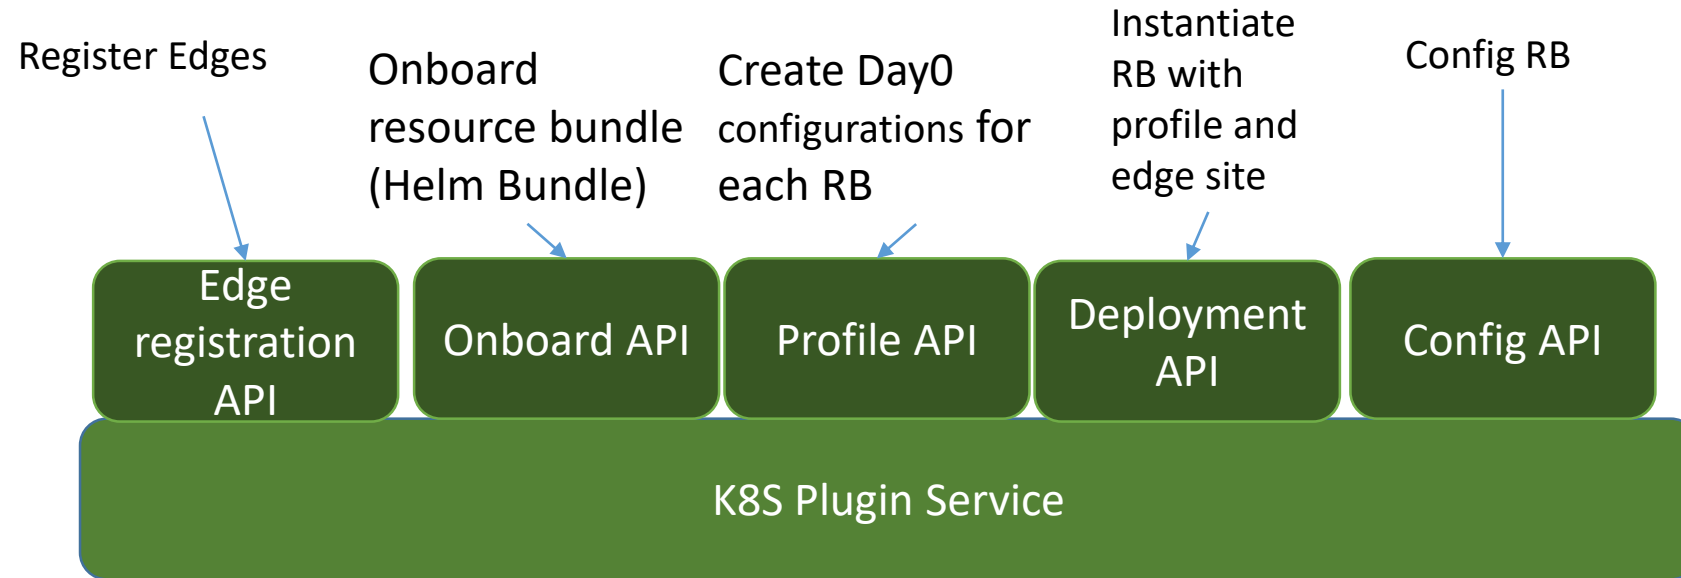 Register Edges
Onboard
resource bundle
(Helm Bundle)
Create Day0
configurations for
each RB
Instantiate
RB with
profile and
edge site
Config RB
Edge
registration
API
Onboard API
Profile API
Deployment
API
Config API
K8S Plugin Service